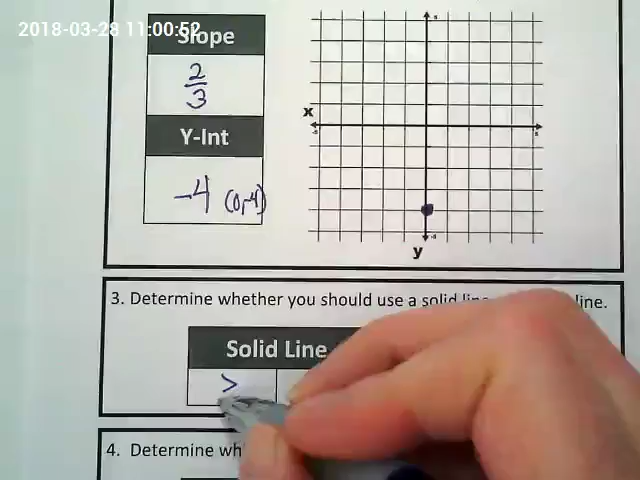 2018-03-28 11:00:52
Slope
2/3
Y-Int
-4 (0,-4)
x
y
3. Determine whether you should use a solid line line.
Solid Line
>
4. Determine wh